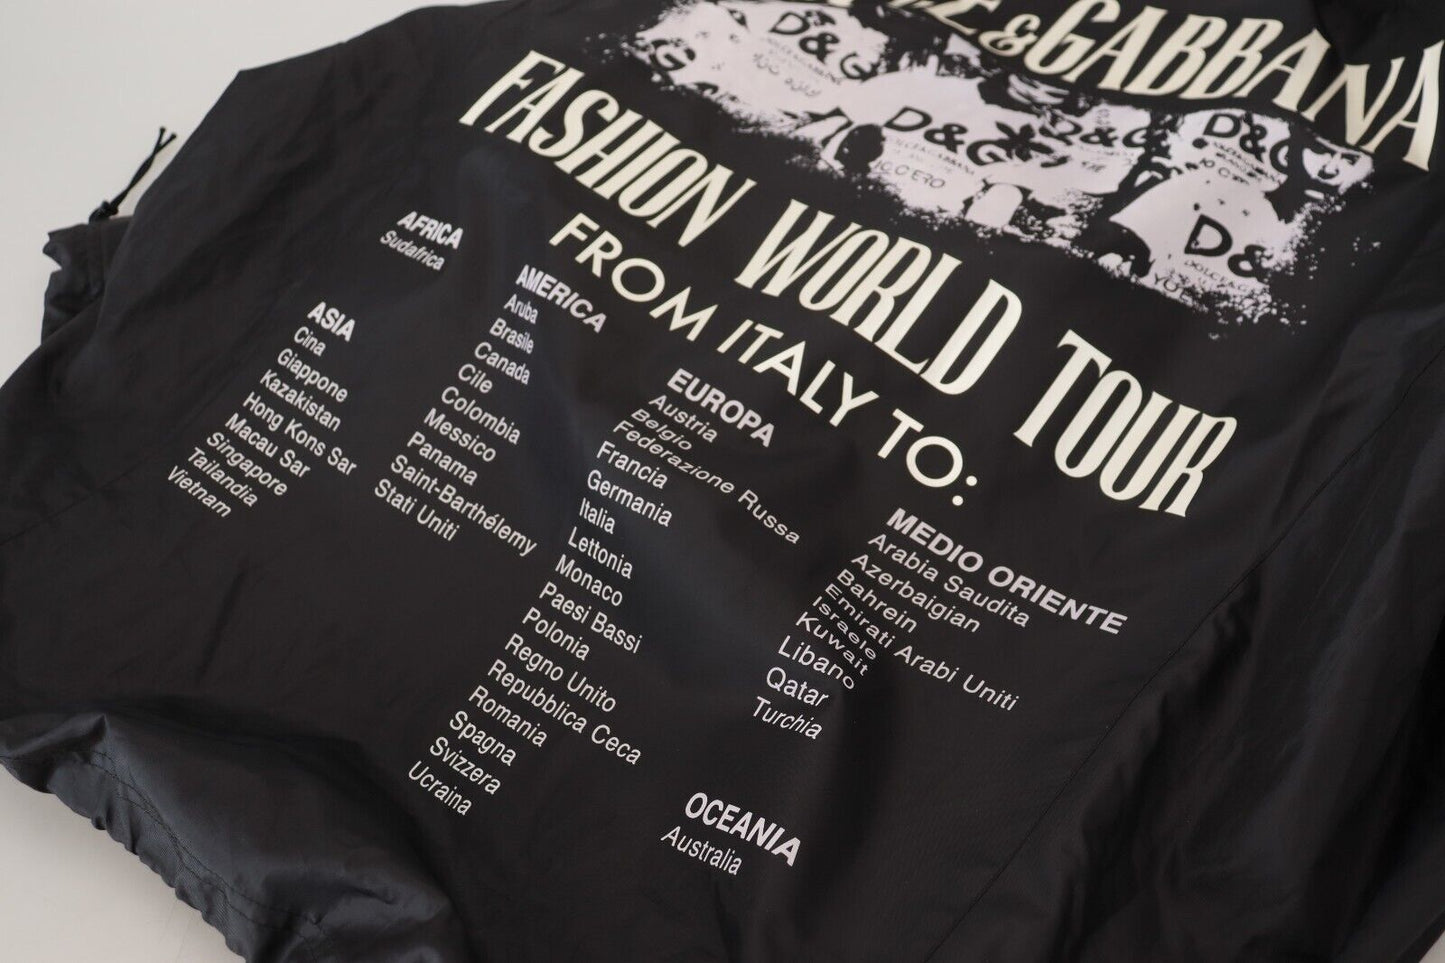 &GABBANA
D&G
D&G
D&G
D&G
D&G
FASHION WORLD TOUR
FROM ITALY TO:
AFRICA
Sudafrica
ASIA
Cina
Giappone
Kazakistan
Hong Kons Sar
Macau Sar
Singapore
Tailandia
Vietnam
AMERICA
Aruba
Brasile
Canada
Cile
Colombia
Messico
Panama
Saint-Barthélemy
Stati Uniti
EUROPA
Austria
Belgio
Federazione Russa
Francia
Germania
Italia
Lettonia
Monaco
Paesi Bassi
Polonia
Regno Unito
Repubblica Ceca
Romania
Spagna
Svizzera
Ucraina
MEDIO ORIENTE
Arabia Saudita
Azerbaigian
Bahrein
Emirati Arabi Uniti
Israele
Kuwait
Libano
Qatar
Turchia
OCEANIA
Australia